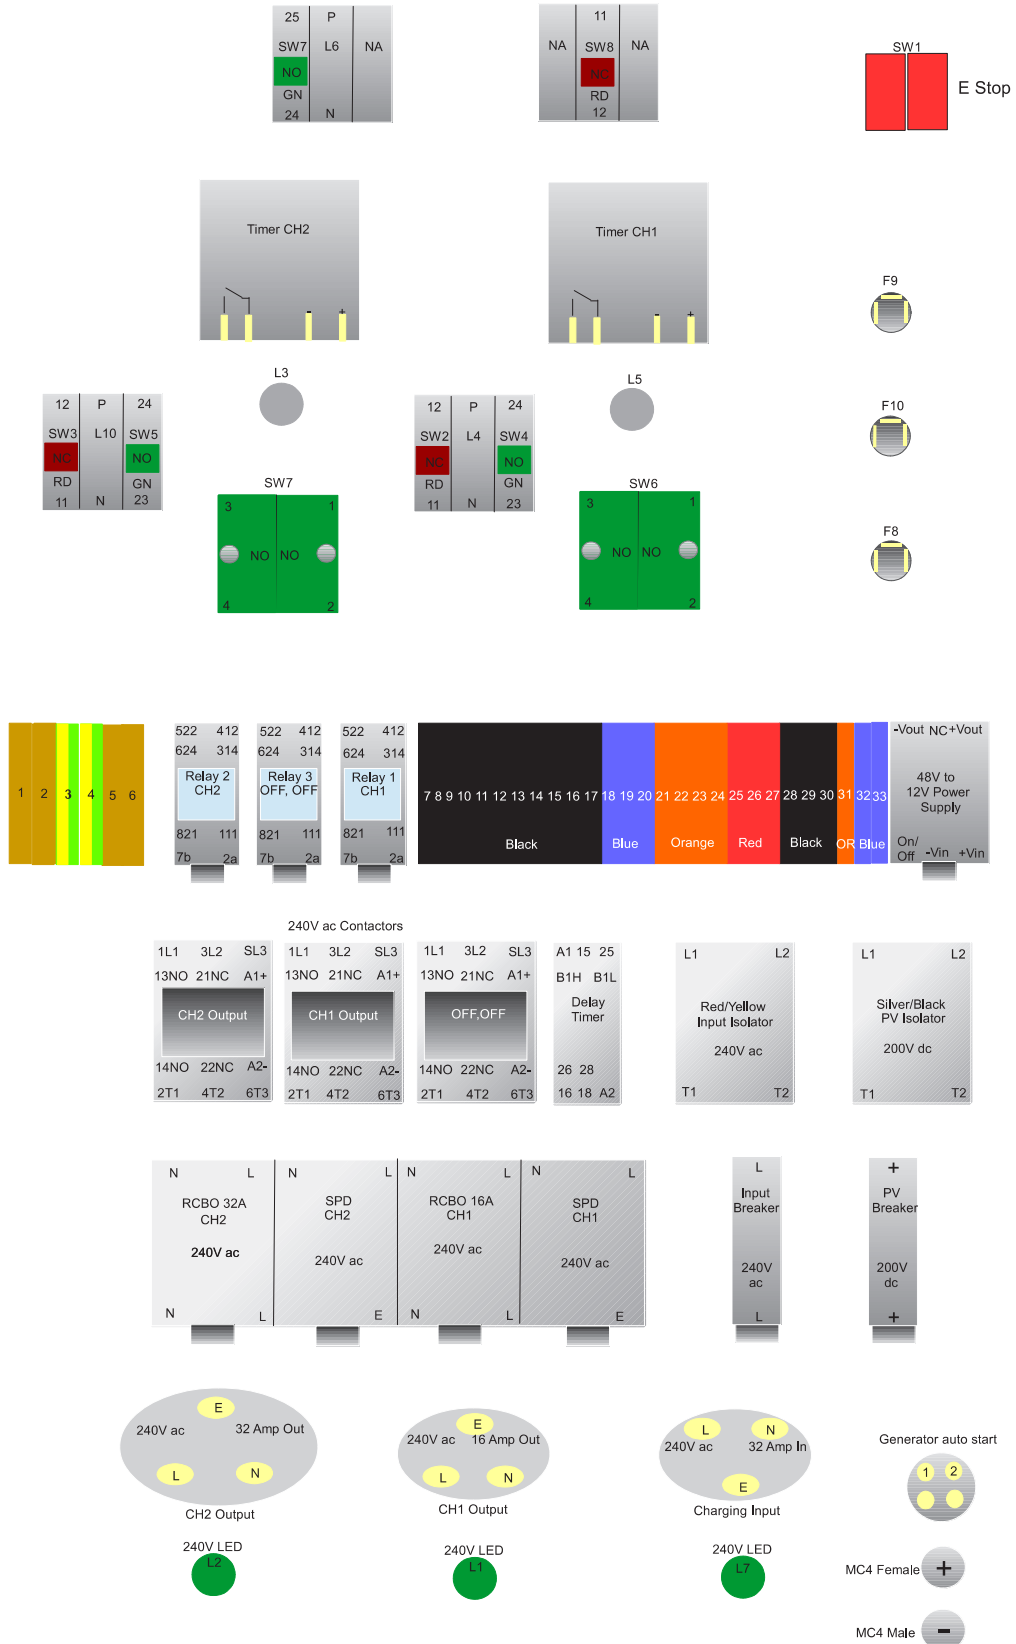 25 P
SW7 L6 NA
NO
GN
24 N
11
NA SW8 NA
NC
RD
12
SW1
E Stop
Timer CH2
- +
Timer CH1
- +
F9
L3
L5
F10
12 P 24
SW3 L10 SW5
NC NO
RD GN
11 N 23
12 P 24
SW2 L4 SW4
NC NO
RD GN
11 N 23
SW7
3 1
NO NO
4 2
SW6
3 1
NO NO
4 2
F8
1 2 3 4 5 6
522 412
624 314
Relay 2
CH2
821 111
7b 2a
522 412
624 314
Relay 3
OFF, OFF
821 111
7b 2a
522 412
624 314
Relay 1
CH1
821 111
7b 2a
7 8 9 10 11 12 13 14 15 16 17 18 19 20 21 22 23 24 25 26 27 28 29 30 31 32 33
Black Blue Orange Red Black OR Blue
-Vout NC +Vout
48V to
12V Power
Supply
On/
Off -Vin +Vin
240V ac Contactors
1L1 3L2 SL3
13NO 21NC A1+
CH2 Output
14NO 22NC A2-
2T1 4T2 6T3
1L1 3L2 SL3
13NO 21NC A1+
CH1 Output
14NO 22NC A2-
2T1 4T2 6T3
1L1 3L2 SL3
13NO 21NC A1+
OFF,OFF
14NO 22NC A2-
2T1 4T2 6T3
A1 15 25
B1H B1L
Delay
Timer
26 28
16 18 A2
L1 L2
Red/Yellow
Input Isolator
240V ac
T1 T2
L1 L2
Silver/Black
PV Isolator
200V dc
T1 T2
N L
RCBO 32A
CH2
240V ac
N L
N L
SPD
CH2
240V ac
E
N L
RCBO 16A
CH1
240V ac
N L
N L
SPD
CH1
240V ac
E
L
Input
Breaker
240V
ac
L
+
PV
Breaker
200V
dc
+
E
240V ac 32 Amp Out
L N
CH2 Output
E
240V ac 16 Amp Out
L N
CH1 Output
L N
240V ac 32 Amp In
E
Charging Input
Generator auto start
1 2
240V LED
L2
240V LED
L1
240V LED
L7
MC4 Female +
MC4 Male -